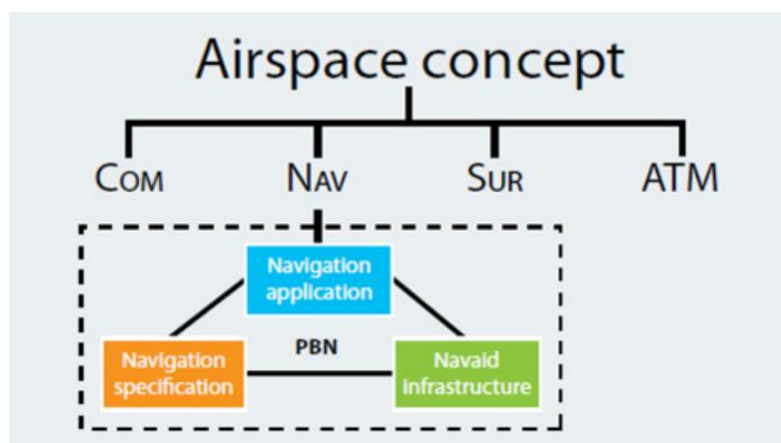 Airspace concept
COM NAV SUR ATM
Navigation
application
PBN
Navigation
specification
Navaid
infrastructure